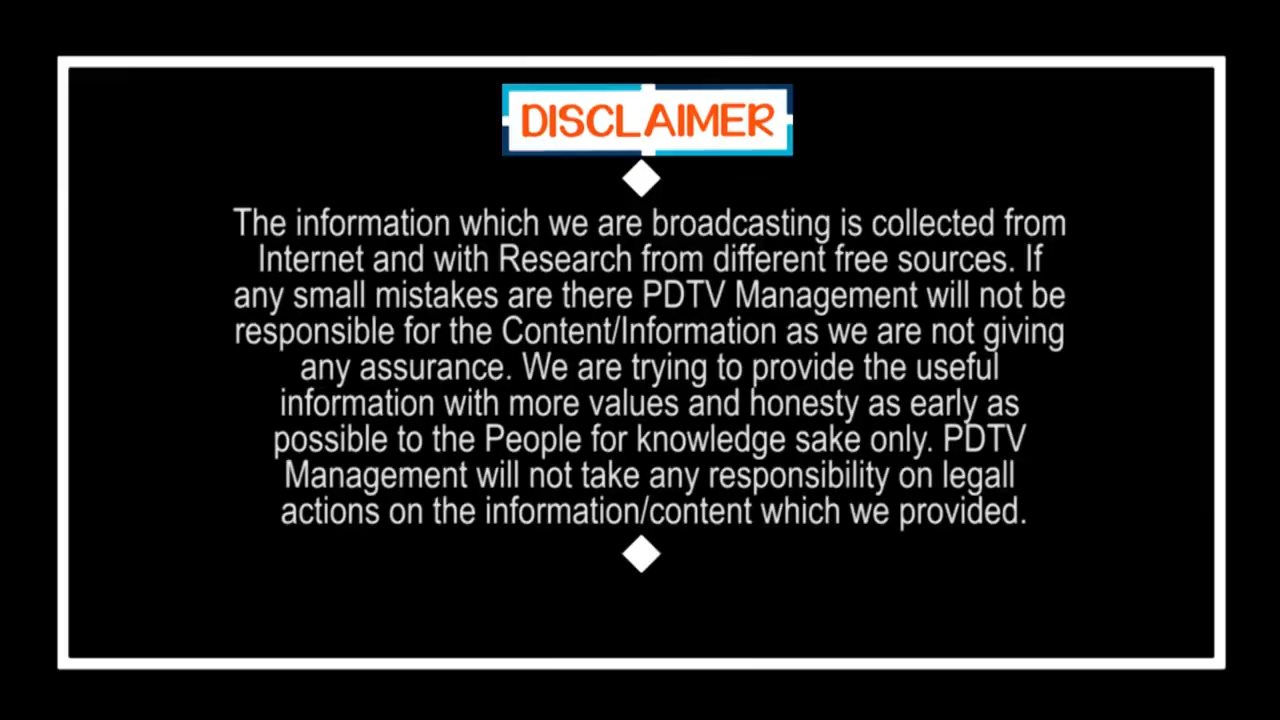 DISCLAIMER
The information which we are broadcasting is collected from
Internet and with Research from different free sources. If
any small mistakes are there PDTV Management will not be
responsible for the Content/Information as we are not giving
any assurance. We are trying to provide the useful
information with more values and honesty as early as
possible to the People for knowledge sake only. PDTV
Management will not take any responsibility on legall
actions on the information/content which we provided.